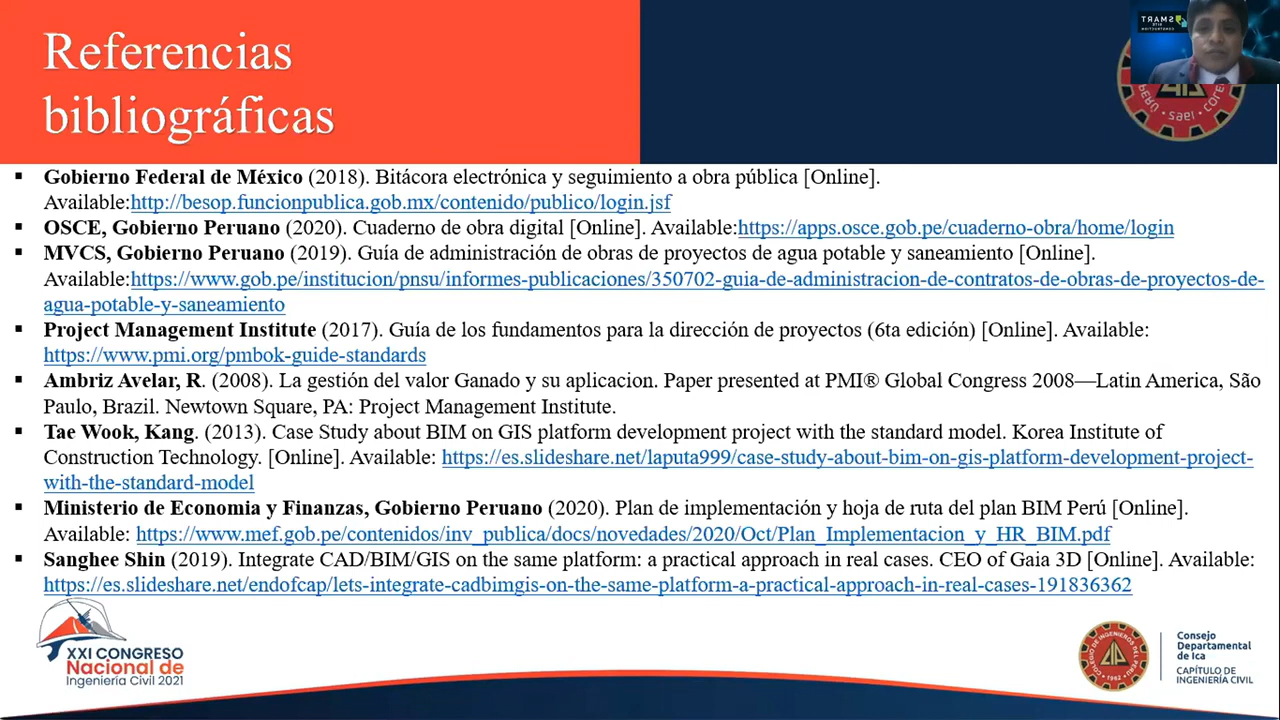 Referencias
bibliográficas
SMART
SITE
CONSTRUCTION
▪ Gobierno Federal de México (2018). Bitácora electrónica y seguimiento a obra pública [Online].
Available:http://besop.funcionpublica.gob.mx/contenido/publico/login.jsf
▪ OSCE, Gobierno Peruano (2020). Cuaderno de obra digital [Online]. Available:https://apps.osce.gob.pe/cuaderno-obra/home/login
▪ MVCS, Gobierno Peruano (2019). Guía de administración de obras de proyectos de agua potable y saneamiento [Online].
Available:https://www.gob.pe/institucion/pnsu/informes-publicaciones/350702-guia-de-administracion-de-contratos-de-obras-de-proyectos-de-
agua-potable-y-saneamiento
▪ Project Management Institute (2017). Guía de los fundamentos para la dirección de proyectos (6ta edición) [Online]. Available:
https://www.pmi.org/pmbok-guide-standards
▪ Ambriz Avelar, R. (2008). La gestión del valor Ganado y su aplicacion. Paper presented at PMI® Global Congress 2008—Latin America, São
Paulo, Brazil. Newtown Square, PA: Project Management Institute.
▪ Tae Wook, Kang. (2013). Case Study about BIM on GIS platform development project with the standard model. Korea Institute of
Construction Technology. [Online]. Available: https://es.slideshare.net/laputa999/case-study-about-bim-on-gis-platform-development-project-
with-the-standard-model
▪ Ministerio de Economia y Finanzas, Gobierno Peruano (2020). Plan de implementación y hoja de ruta del plan BIM Perú [Online].
Available: https://www.mef.gob.pe/contenidos/inv_publica/docs/novedades/2020/Oct/Plan_Implementacion_y_HR_BIM.pdf
▪ Sanghee Shin (2019). Integrate CAD/BIM/GIS on the same platform: a practical approach in real cases. CEO of Gaia 3D [Online]. Available:
https://es.slideshare.net/endofcap/lets-integrate-cadbimgis-on-the-same-platform-a-practical-approach-in-real-cases-191836362
XXI CONGRESO
Nacional de
Ingeniería Civil 2021
COLEGIO DE INGENIEROS DEL PERU
1962
Consejo
Departamental
de Ica
CAPÍTULO DE
INGENIERÍA CIVIL